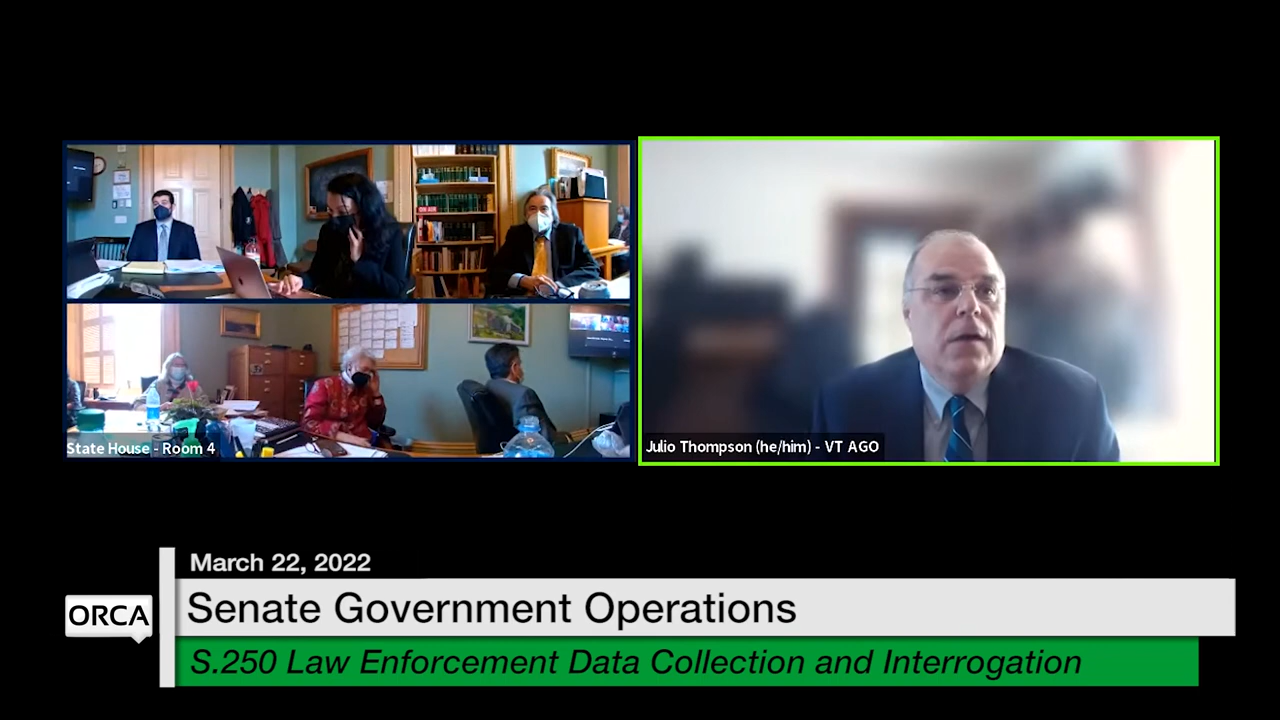 State House - Room 4
Julio Thompson (he/him) - VT AGO
March 22, 2022
ORCA
Senate Government Operations
S.250 Law Enforcement Data Collection and Interrogation